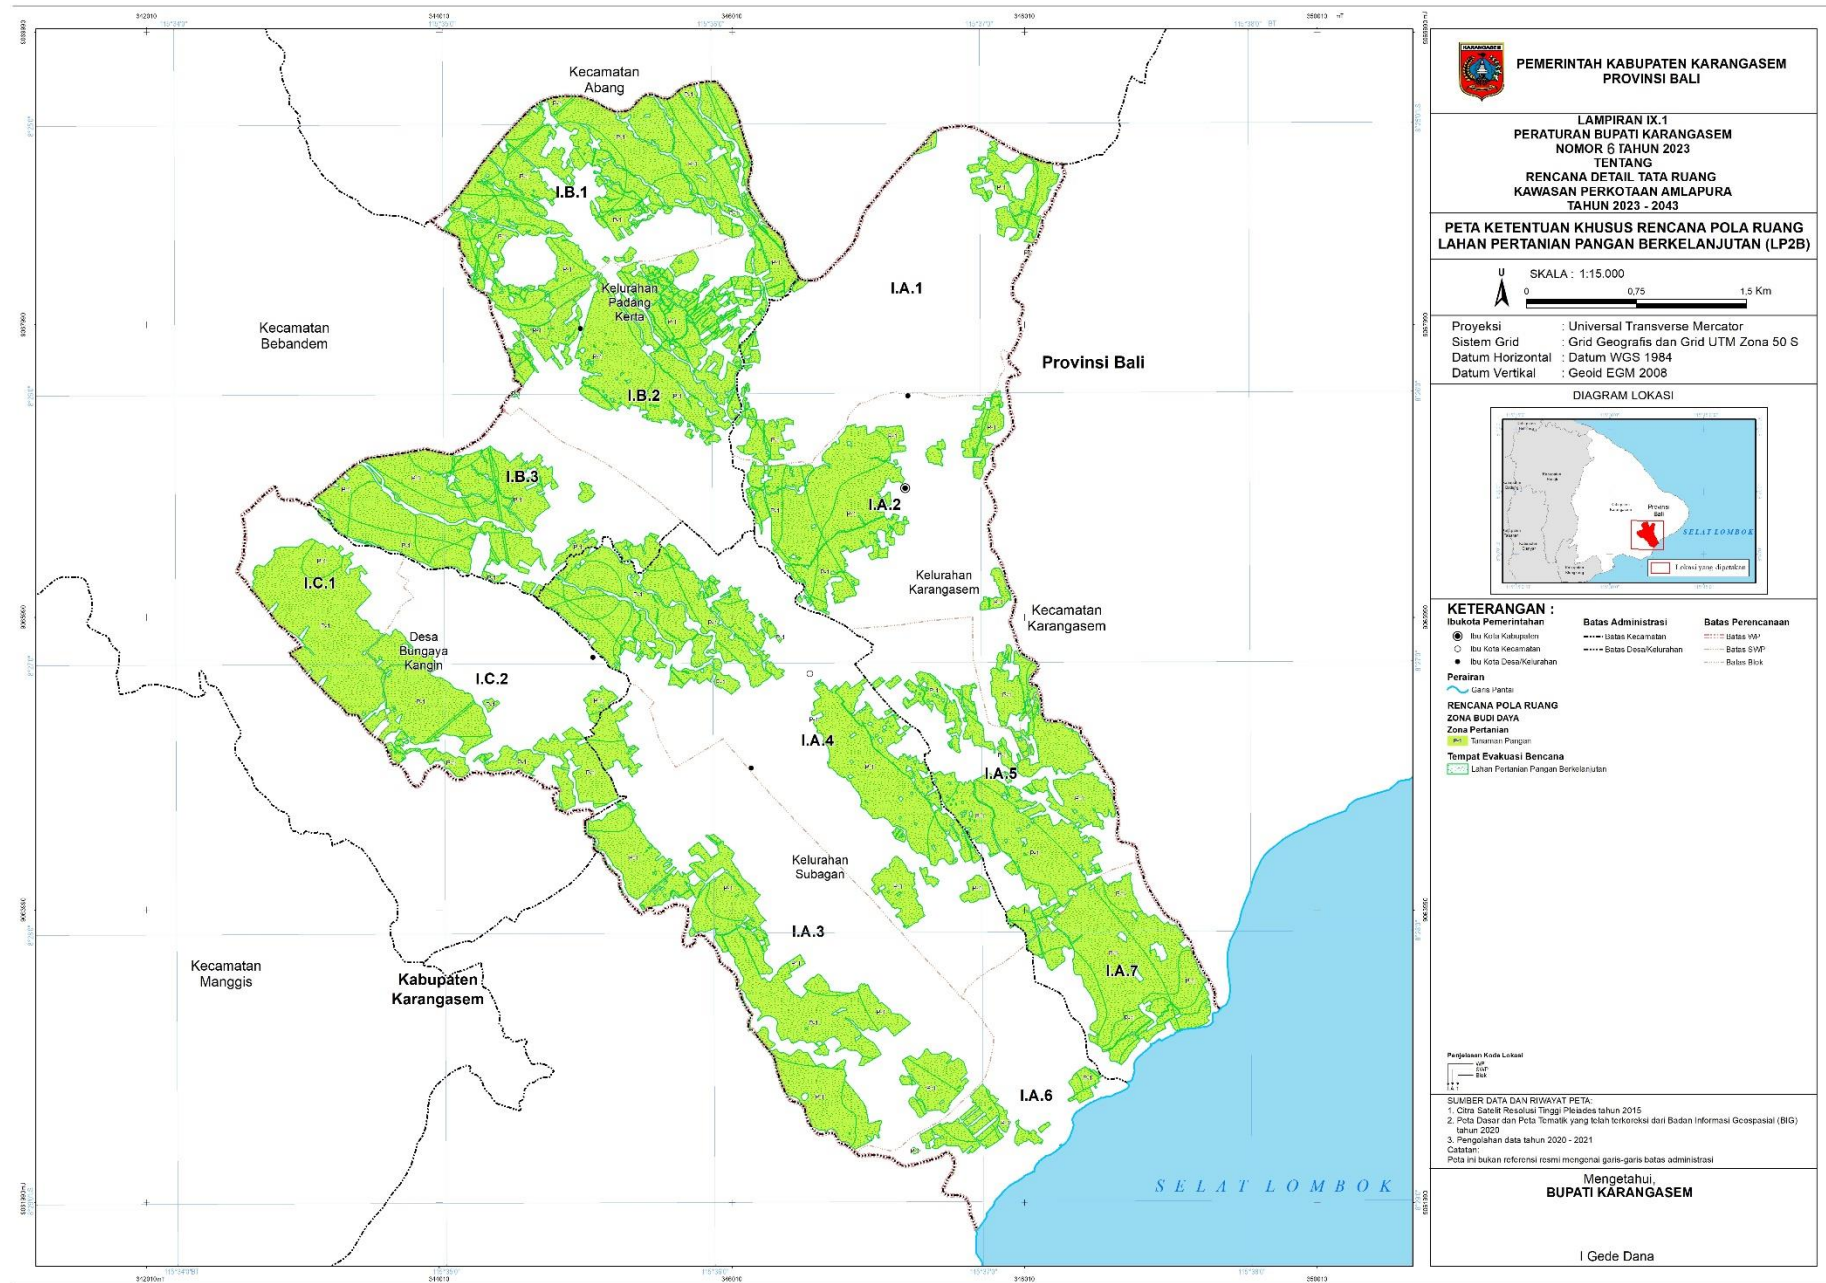 Kecamatan
Abang
I.B.1
Kelurahan
Padang
Kerta
I.A.1
Kecamatan
Bebandem
Provinsi Bali
I.B.2
I.B.3
I.A.2
Kelurahan
Karangasem
Kecamatan
Karangasem
I.C.1
Desa
Bungaya
Kangin
I.C.2
I.A.4
I.A.5
Kelurahan
Subagan
I.A.3
Kecamatan
Manggis
Kabupaten
Karangasem
I.A.7
I.A.6
SELAT LOMBOK
KARANGASEM
PEMERINTAH KABUPATEN KARANGASEM
PROVINSI BALI
LAMPIRAN IX.1
PERATURAN BUPATI KARANGASEM
NOMOR 6 TAHUN 2023
TENTANG
RENCANA DETAIL TATA RUANG
KAWASAN PERKOTAAN AMLAPURA
TAHUN 2023 - 2043
PETA KETENTUAN KHUSUS RENCANA POLA RUANG
LAHAN PERTANIAN PANGAN BERKELANJUTAN (LP2B)
U
SKALA : 1:15.000
0 0,75 1,5 Km
Proyeksi : Universal Transverse Mercator
Sistem Grid : Grid Geografis dan Grid UTM Zona 50 S
Datum Horizontal : Datum WGS 1984
Datum Vertikal : Geoid EGM 2008
DIAGRAM LOKASI
Provinsi
Bali
SELAT LOMBOK
Lokasi yang dipetakan
KETERANGAN :
Ibukota Pemerintahan
Ibu Kota Kabupaten
Ibu Kota Kecamatan
Ibu Kota Desa/Kelurahan
Batas Administrasi
Batas Kecamatan
Batas Desa/Kelurahan
Batas Perencanaan
Batas WP
Batas SWP
Batas Blok
Perairan
Garis Pantai
RENCANA POLA RUANG
ZONA BUDI DAYA
Zona Pertanian
P-1 Tanaman Pangan
Tempat Evakuasi Bencana
Lahan Pertanian Pangan Berkelanjutan
Penjelasan Kode Lokasi
WP
SWP
Blok
I.A.1
SUMBER DATA DAN RIWAYAT PETA:
1. Citra Satelit Resolusi Tinggi Pleiades tahun 2015
2. Peta Dasar dan Peta Tematik yang telah terkoreksi dari Badan Informasi Geospasial (BIG)
tahun 2020
3. Pengolahan data tahun 2020 - 2021
Catatan:
Peta ini bukan referensi resmi mengenai garis-garis batas administrasi
Mengetahui,
BUPATI KARANGASEM
I Gede Dana